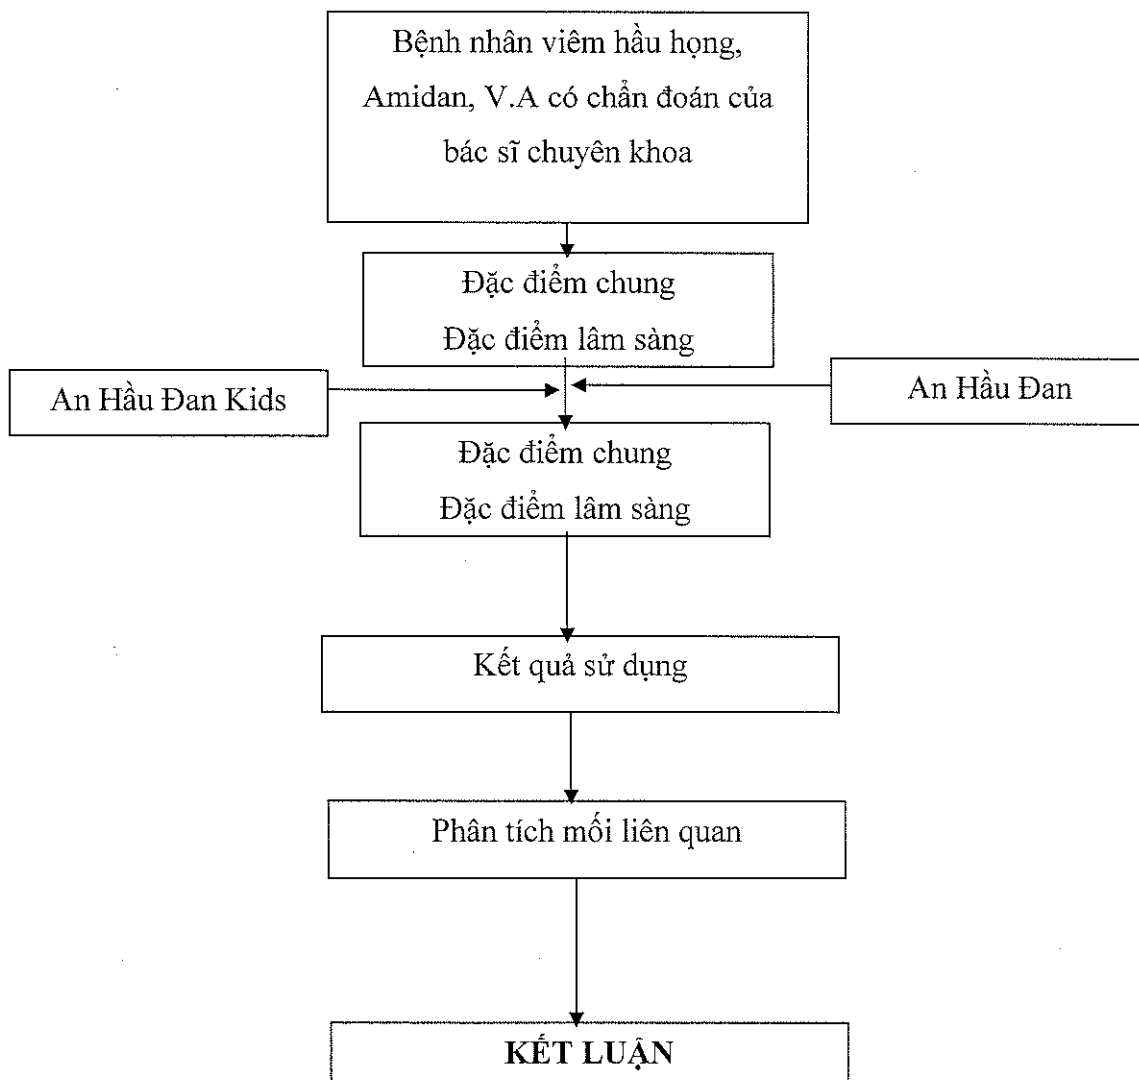 Bệnh nhân viêm hầu họng,
Amidan, V.A có chẩn đoán của
bác sĩ chuyên khoa
Đặc điểm chung
Đặc điểm lâm sàng
An Hầu Đan Kids
An Hầu Đan
Đặc điểm chung
Đặc điểm lâm sàng
Kết quả sử dụng
Phân tích mối liên quan
KẾT LUẬN